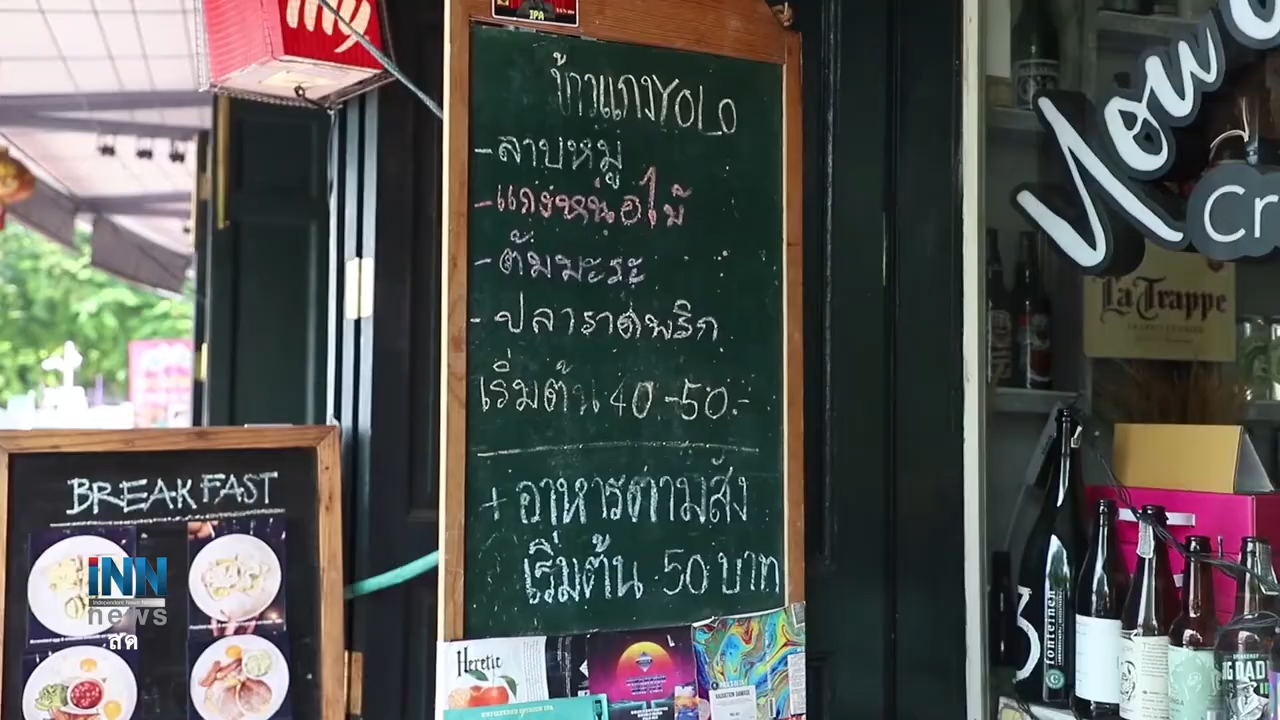 my
IPA
ข้าวแกงYOLO
-ลาบหมู
-แกงหน่อไม้
-ต้มมะระ
-ปลาราดพริก
เริ่มต้น 40.-50.-
+ อาหารตามสั่ง
เริ่มต้น 50 บาท
BREAKFAST
iNN
news
สด
Heretic
You
Cr
La Trappe
fonteinen